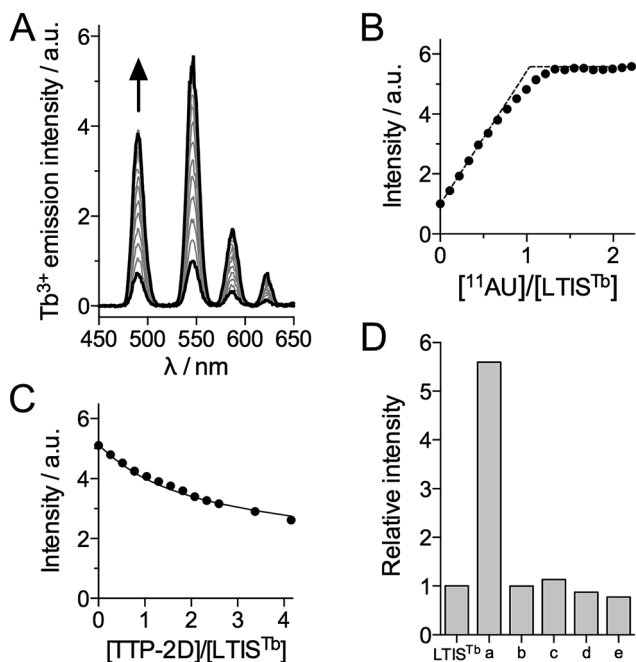 A
Tb³⁺ emission intensity / a.u.
6
4
2
0
450 500 550 600 650
λ / nm
B
Intensity / a.u.
6
4
2
0
0 1 2
[¹¹AU]/[LTISᵀᵇ]
C
Intensity / a.u.
6
4
2
0
0 1 2 3 4
[TTP-2D]/[LTISᵀᵇ]
D
Relative intensity
6
5
4
3
2
1
0
LTISᵀᵇ a b c d e